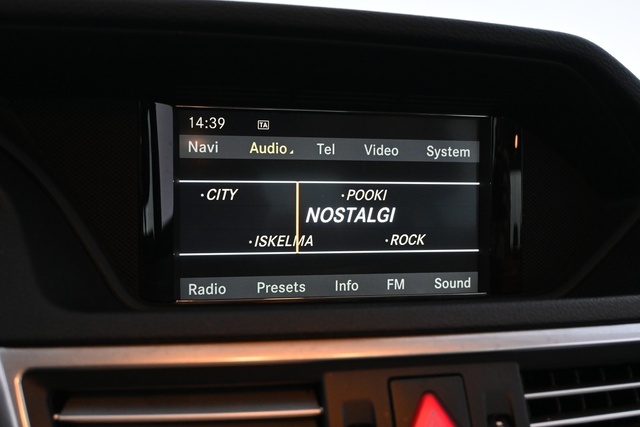 14:39 TA
Navi Audio Tel Video System
·CITY ·POOKI
NOSTALGI
·ISKELMA ·ROCK
Radio Presets Info FM Sound